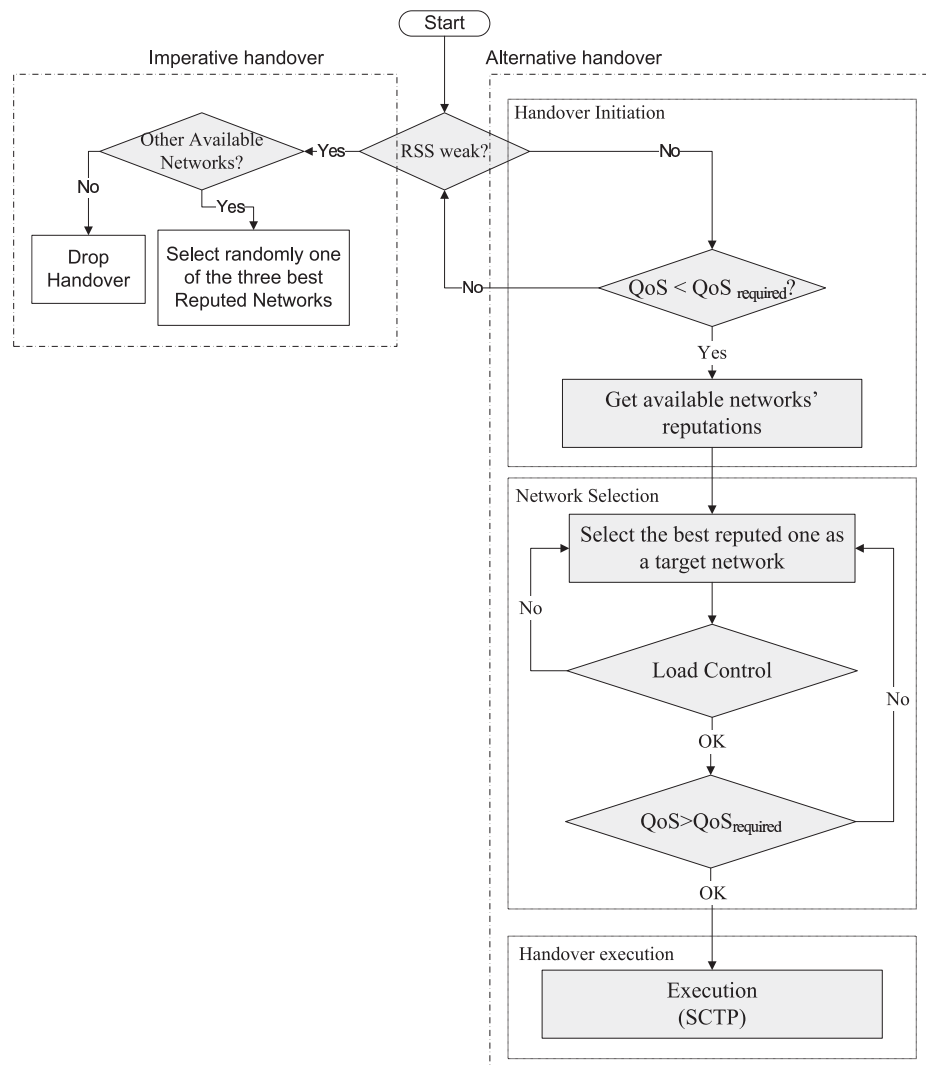 Start
Imperative handover
Alternative handover
Handover Initiation
Other Available
Networks?
Yes
RSS weak?
No
No
Yes
Drop
Handover
Select randomly one
of the three best
Reputed Networks
No
QoS < QoS required?
Yes
Get available networks’
reputations
Network Selection
Select the best reputed one as
a target network
No
Load Control
No
OK
QoS>QoSrequired
OK
Handover execution
Execution
(SCTP)